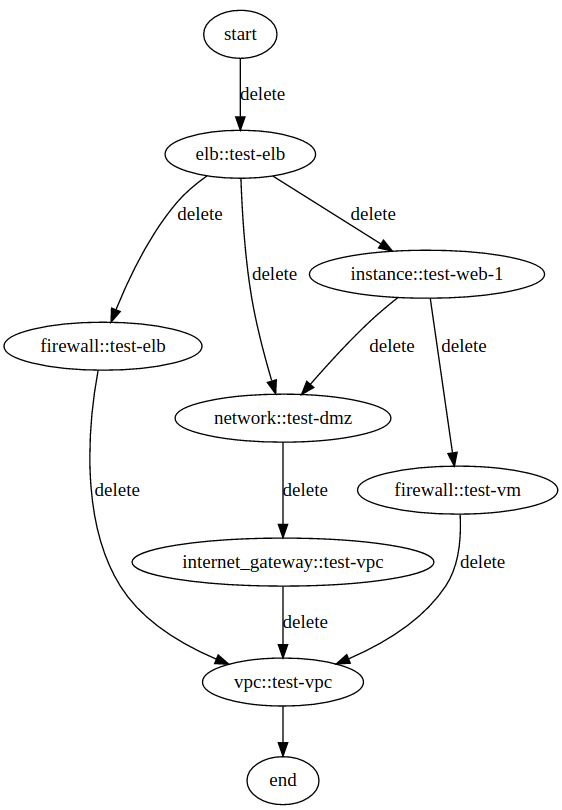 start
delete
elb::test-elb
delete
delete
delete
instance::test-web-1
firewall::test-elb
delete
delete
network::test-dmz
delete
delete
firewall::test-vm
internet_gateway::test-vpc
delete
delete
vpc::test-vpc
end